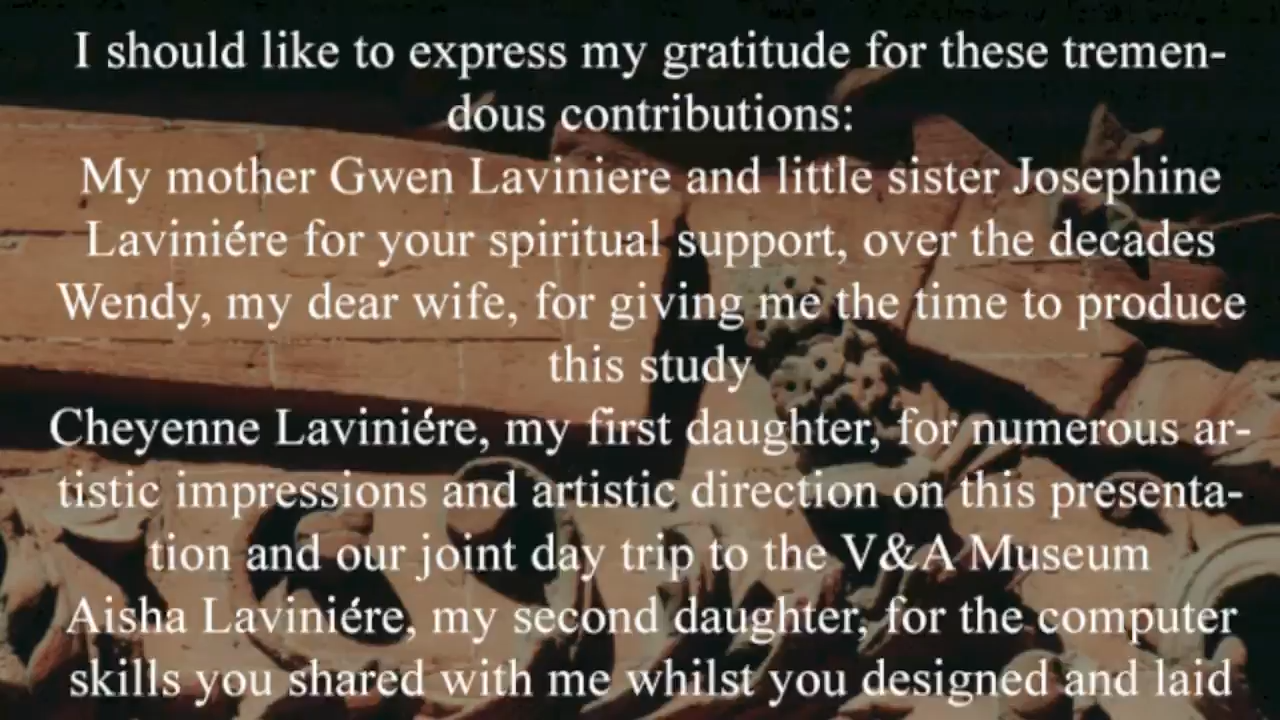 I should like to express my gratitude for these tremen-
dous contributions:
My mother Gwen Laviniere and little sister Josephine
Laviniére for your spiritual support, over the decades
Wendy, my dear wife, for giving me the time to produce
this study
Cheyenne Laviniére, my first daughter, for numerous ar-
tistic impressions and artistic direction on this presenta-
tion and our joint day trip to the V&A Museum
Aisha Laviniére, my second daughter, for the computer
skills you shared with me whilst you designed and laid